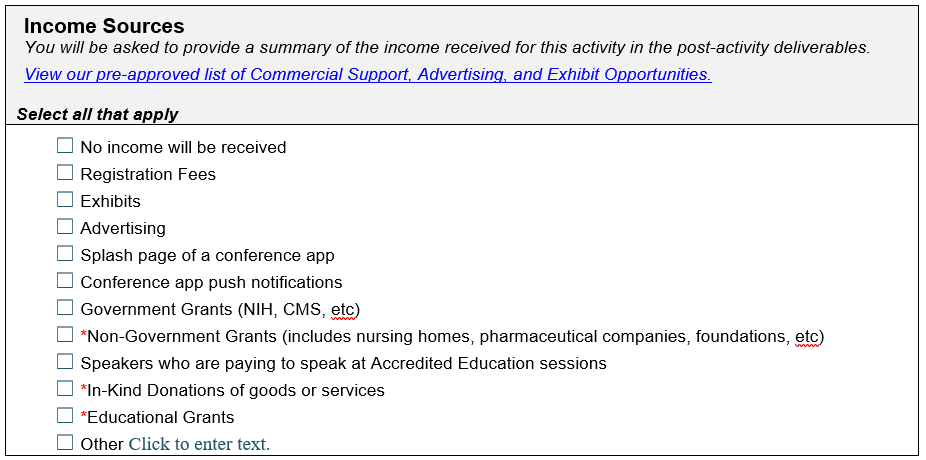 Income Sources
You will be asked to provide a summary of the income received for this activity in the post-activity deliverables.
View our pre-approved list of Commercial Support, Advertising, and Exhibit Opportunities.
Select all that apply
☐ No income will be received
☐ Registration Fees
☐ Exhibits
☐ Advertising
☐ Splash page of a conference app
☐ Conference app push notifications
☐ Government Grants (NIH, CMS, etc)
☐ *Non-Government Grants (includes nursing homes, pharmaceutical companies, foundations, etc)
☐ Speakers who are paying to speak at Accredited Education sessions
☐ *In-Kind Donations of goods or services
☐ *Educational Grants
☐ Other Click to enter text.